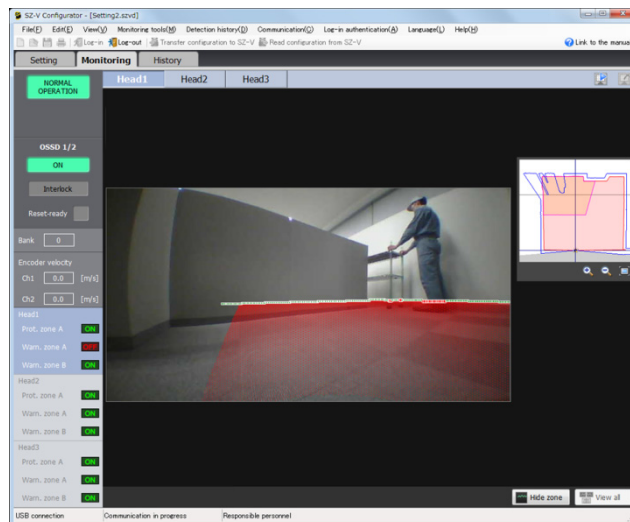 SZ-V Configurator - [Setting2.szvd]
File(F) Edit(E) View(V) Monitoring tools(M) Detection history(D) Communication(C) Log-in authentication(A) Language(L) Help(H)
Log-in Log-out Transfer configuration to SZ-V Read configuration from SZ-V Link to the manua
Setting Monitoring History
NORMAL OPERATION
Head1 Head2 Head3
OSSD 1/2
ON
Interlock
Reset-ready
Bank 0
Encoder velocity
Ch1 0.0 [m/s]
Ch2 0.0 [m/s]
Head1
Prot. zone A ON
Warn. zone A OFF
Warn. zone B ON
Head2
Prot. zone A ON
Warn. zone A ON
Warn. zone B ON
Head3
Prot. zone A ON
Warn. zone A ON
Warn. zone B ON
Hide zone View all
USB connection Communication in progress Responsible personnel